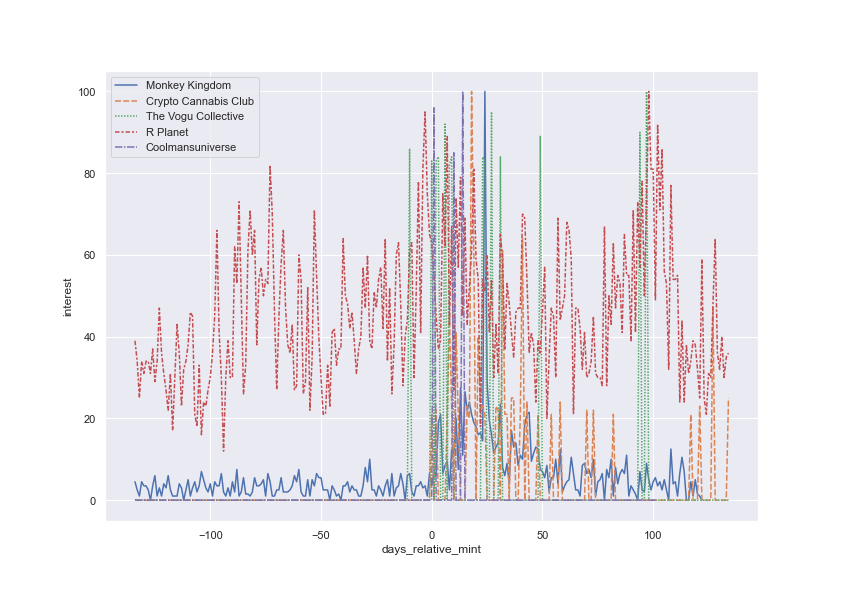 Monkey Kingdom
Crypto Cannabis Club
The Vogu Collective
R Planet
Coolmansuniverse
100
80
60
40
20
0
interest
−100
−50
0
50
100
days_relative_mint